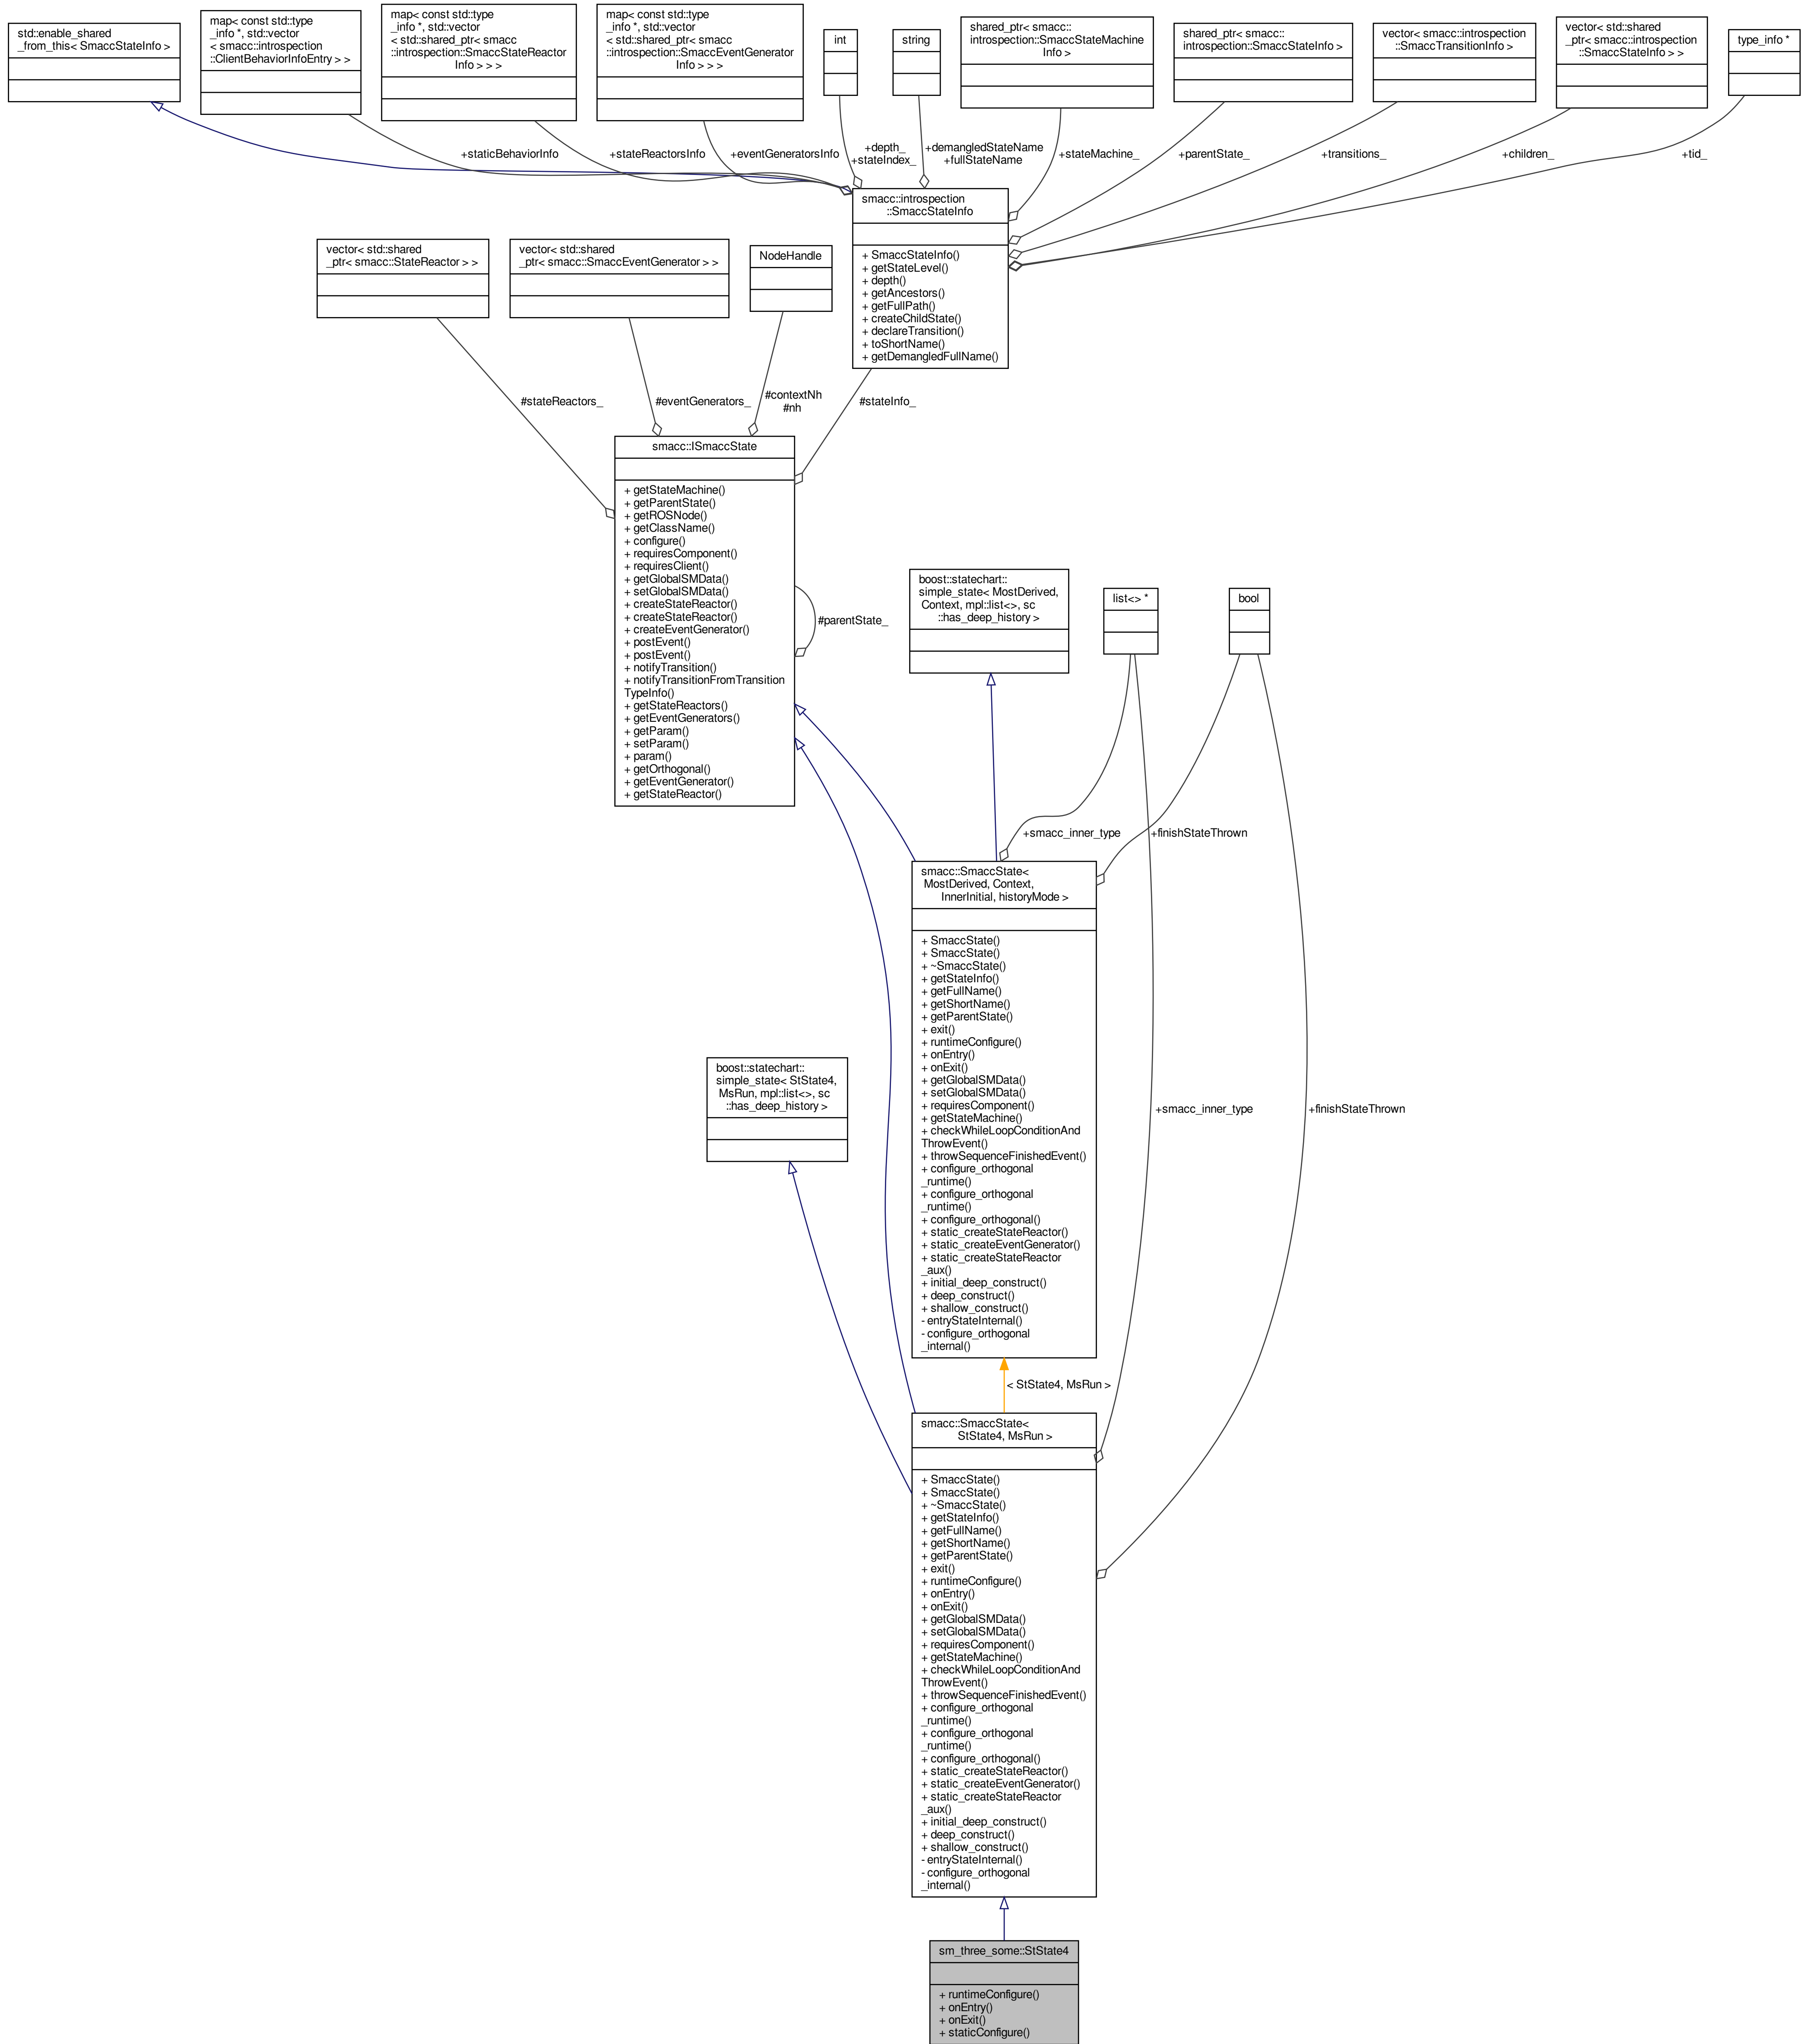 std::enable_shared
_from_this< SmaccStateInfo >
map< const std::type
_info *, std::vector
< smacc::introspection
::ClientBehaviorInfoEntry > >
map< const std::type
_info *, std::vector
< std::shared_ptr< smacc
::introspection::SmaccStateReactor
Info > > >
map< const std::type
_info *, std::vector
< std::shared_ptr< smacc
::introspection::SmaccEventGenerator
Info > > >
int
string
shared_ptr< smacc::
introspection::SmaccStateMachine
Info >
shared_ptr< smacc::
introspection::SmaccStateInfo >
vector< smacc::introspection
::SmaccTransitionInfo >
vector< std::shared
_ptr< smacc::introspection
::SmaccStateInfo > >
type_info *
+staticBehaviorInfo
+stateReactorsInfo
+eventGeneratorsInfo
+depth_
+stateIndex_
+demangledStateName
+fullStateName
+stateMachine_
+parentState_
+transitions_
+children_
+tid_
smacc::introspection
::SmaccStateInfo
+ SmaccStateInfo()
+ getStateLevel()
+ depth()
+ getAncestors()
+ getFullPath()
+ createChildState()
+ declareTransition()
+ toShortName()
+ getDemangledFullName()
vector< std::shared
_ptr< smacc::StateReactor > >
vector< std::shared
_ptr< smacc::SmaccEventGenerator > >
NodeHandle
#stateReactors_
#eventGenerators_
#contextNh
#nh
#stateInfo_
smacc::ISmaccState
+ getStateMachine()
+ getParentState()
+ getROSNode()
+ getClassName()
+ configure()
+ requiresComponent()
+ requiresClient()
+ getGlobalSMData()
+ setGlobalSMData()
+ createStateReactor()
+ createStateReactor()
+ createEventGenerator()
+ postEvent()
+ postEvent()
+ notifyTransition()
+ notifyTransitionFromTransition
TypeInfo()
+ getStateReactors()
+ getEventGenerators()
+ getParam()
+ setParam()
+ param()
+ getOrthogonal()
+ getEventGenerator()
+ getStateReactor()
#parentState_
boost::statechart::
simple_state< MostDerived,
Context, mpl::list<>, sc
::has_deep_history >
list<> *
bool
+smacc_inner_type
+finishStateThrown
smacc::SmaccState<
MostDerived, Context,
InnerInitial, historyMode >
+ SmaccState()
+ SmaccState()
+ ~SmaccState()
+ getStateInfo()
+ getFullName()
+ getShortName()
+ getParentState()
+ exit()
+ runtimeConfigure()
+ onEntry()
+ onExit()
+ getGlobalSMData()
+ setGlobalSMData()
+ requiresComponent()
+ getStateMachine()
+ checkWhileLoopConditionAnd
ThrowEvent()
+ throwSequenceFinishedEvent()
+ configure_orthogonal
_runtime()
+ configure_orthogonal
_runtime()
+ configure_orthogonal()
+ static_createStateReactor()
+ static_createEventGenerator()
+ static_createStateReactor
_aux()
+ initial_deep_construct()
+ deep_construct()
+ shallow_construct()
- entryStateInternal()
- configure_orthogonal
_internal()
boost::statechart::
simple_state< StState4,
MsRun, mpl::list<>, sc
::has_deep_history >
+smacc_inner_type
+finishStateThrown
< StState4, MsRun >
smacc::SmaccState<
StState4, MsRun >
+ SmaccState()
+ SmaccState()
+ ~SmaccState()
+ getStateInfo()
+ getFullName()
+ getShortName()
+ getParentState()
+ exit()
+ runtimeConfigure()
+ onEntry()
+ onExit()
+ getGlobalSMData()
+ setGlobalSMData()
+ requiresComponent()
+ getStateMachine()
+ checkWhileLoopConditionAnd
ThrowEvent()
+ throwSequenceFinishedEvent()
+ configure_orthogonal
_runtime()
+ configure_orthogonal
_runtime()
+ configure_orthogonal()
+ static_createStateReactor()
+ static_createEventGenerator()
+ static_createStateReactor
_aux()
+ initial_deep_construct()
+ deep_construct()
+ shallow_construct()
- entryStateInternal()
- configure_orthogonal
_internal()
sm_three_some::StState4
+ runtimeConfigure()
+ onEntry()
+ onExit()
+ staticConfigure()